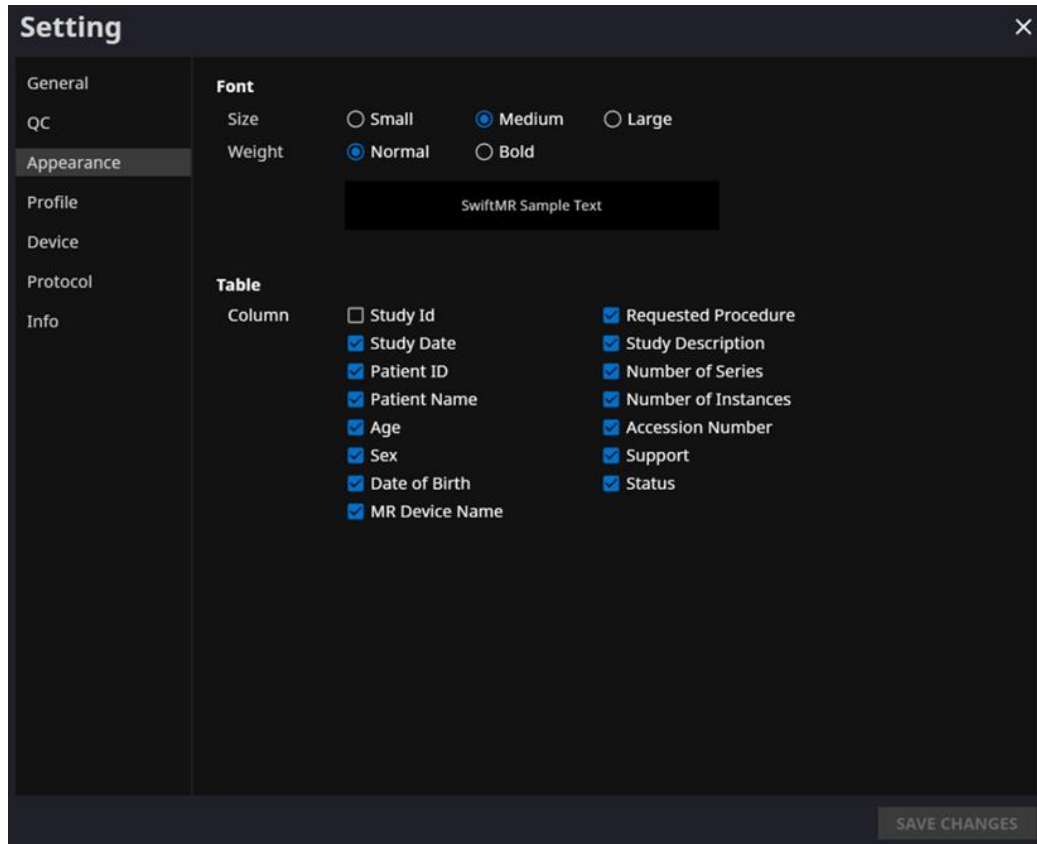 Setting
General
QC
Appearance
Profile
Device
Protocol
Info
Font
Size
Small
Medium
Large
Weight
Normal
Bold
SwiftMR Sample Text
Table
Column
Study Id
Study Date
Patient ID
Patient Name
Age
Sex
Date of Birth
MR Device Name
Requested Procedure
Study Description
Number of Series
Number of Instances
Accession Number
Support
Status
SAVE CHANGES